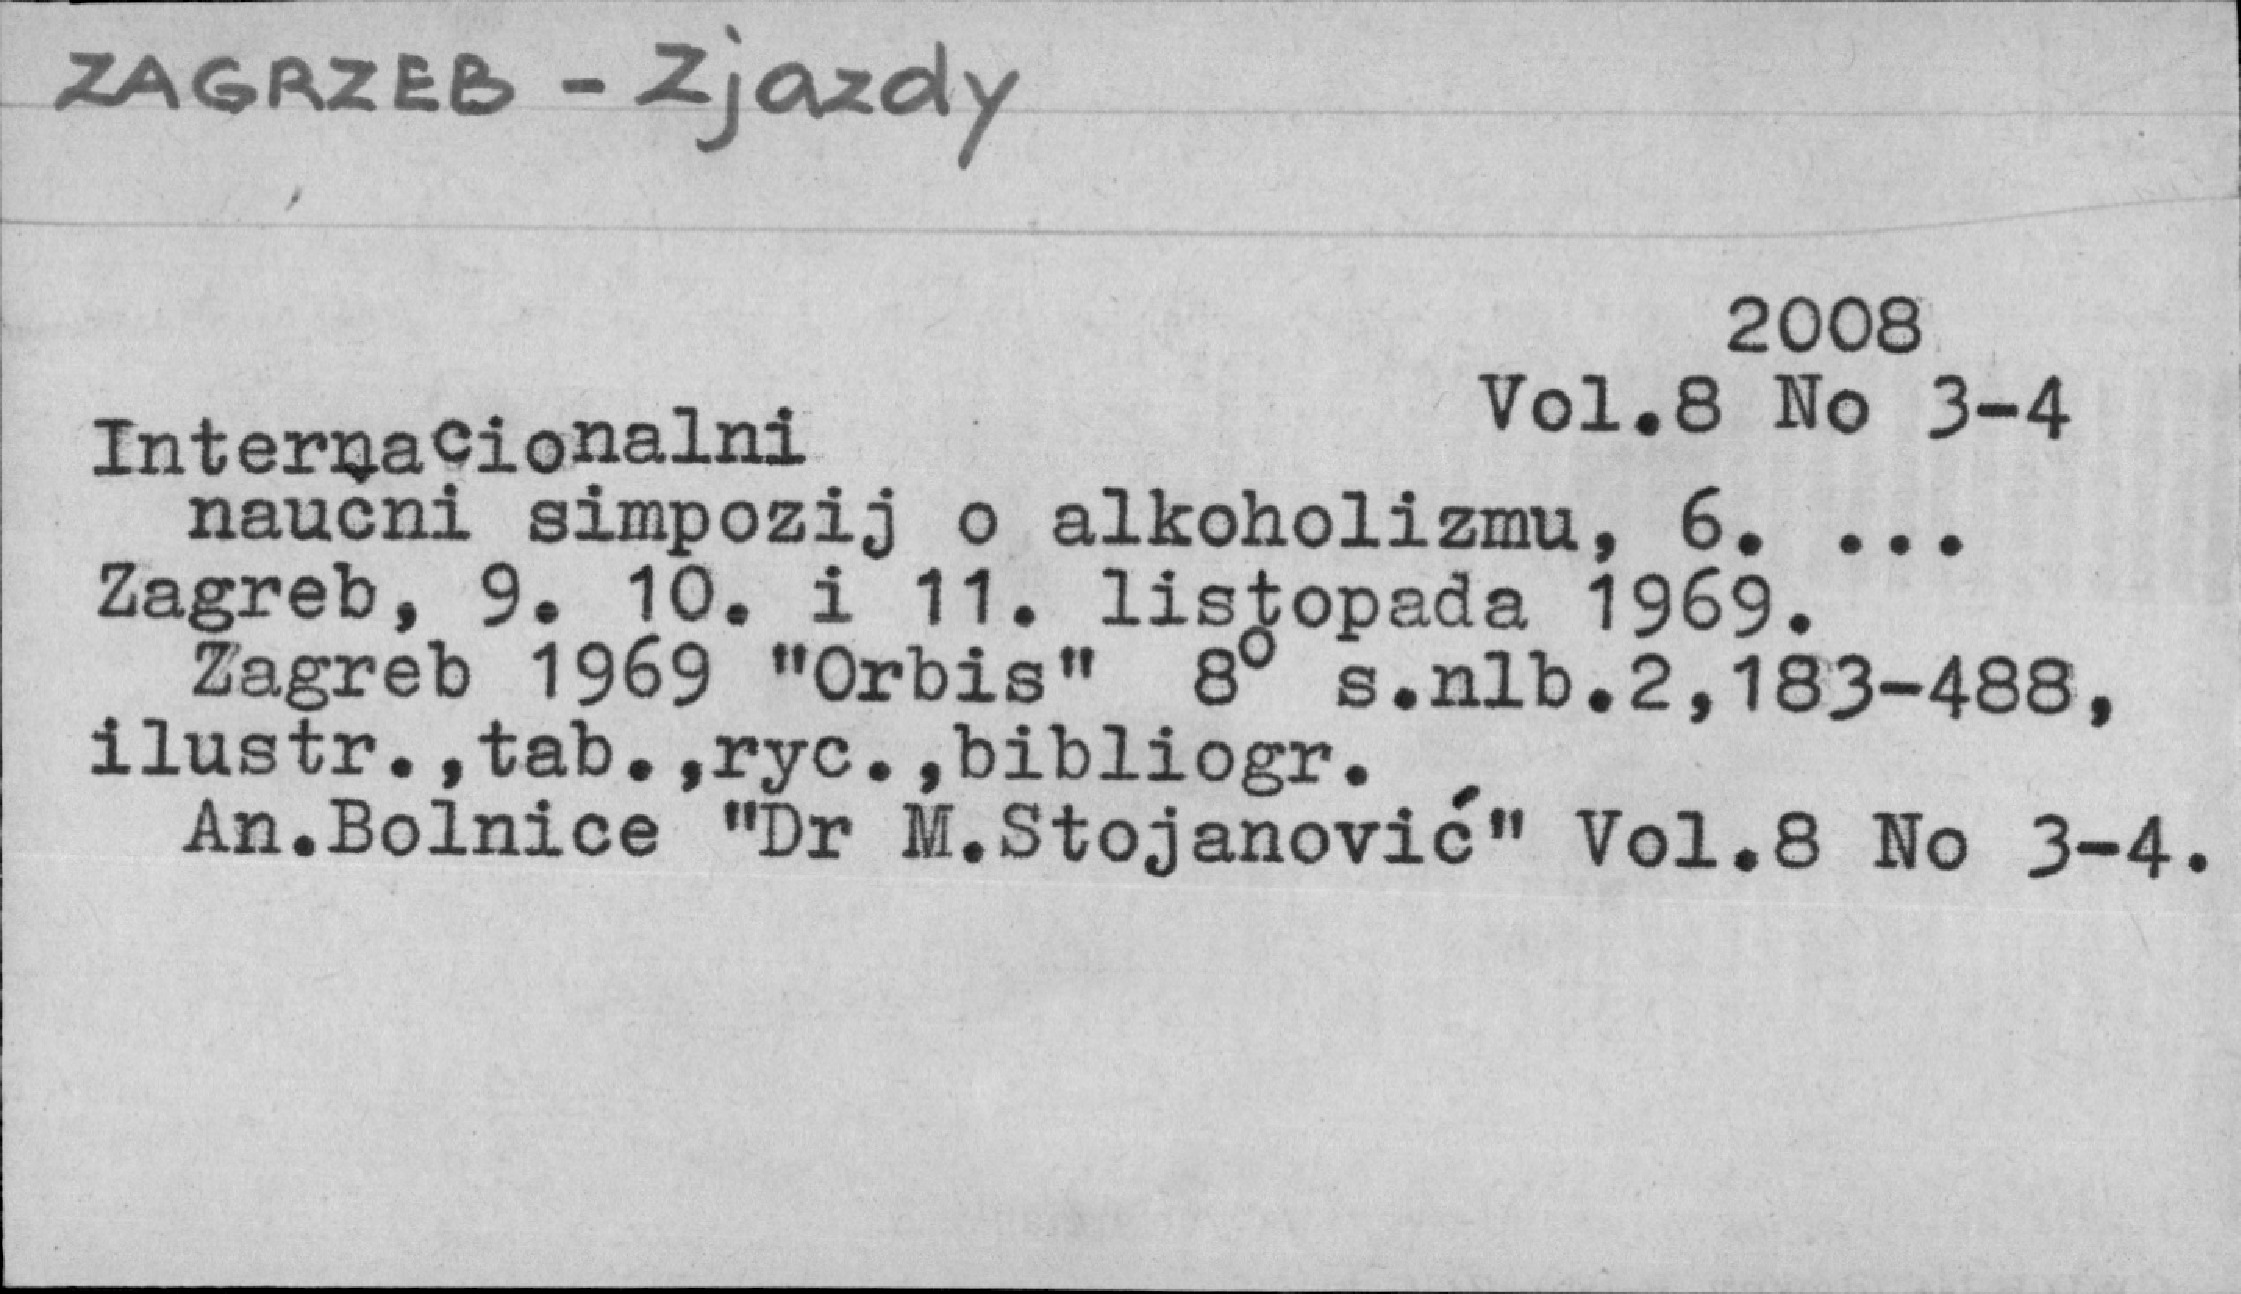 ZAGRZEB - Zjazdy
2008
Vol.8 No 3-4
Internacionalni
naučni simpozij o alkoholizmu, 6. ...
Zagreb, 9. 10. i 11. listopada 1969.
Zagreb 1969 "Orbis" 8° s.nlb.2,183-488,
ilustr.,tab.,ryc.,bibliogr.
An.Bolnice "Dr M.Stojanović" Vol.8 No 3-4.